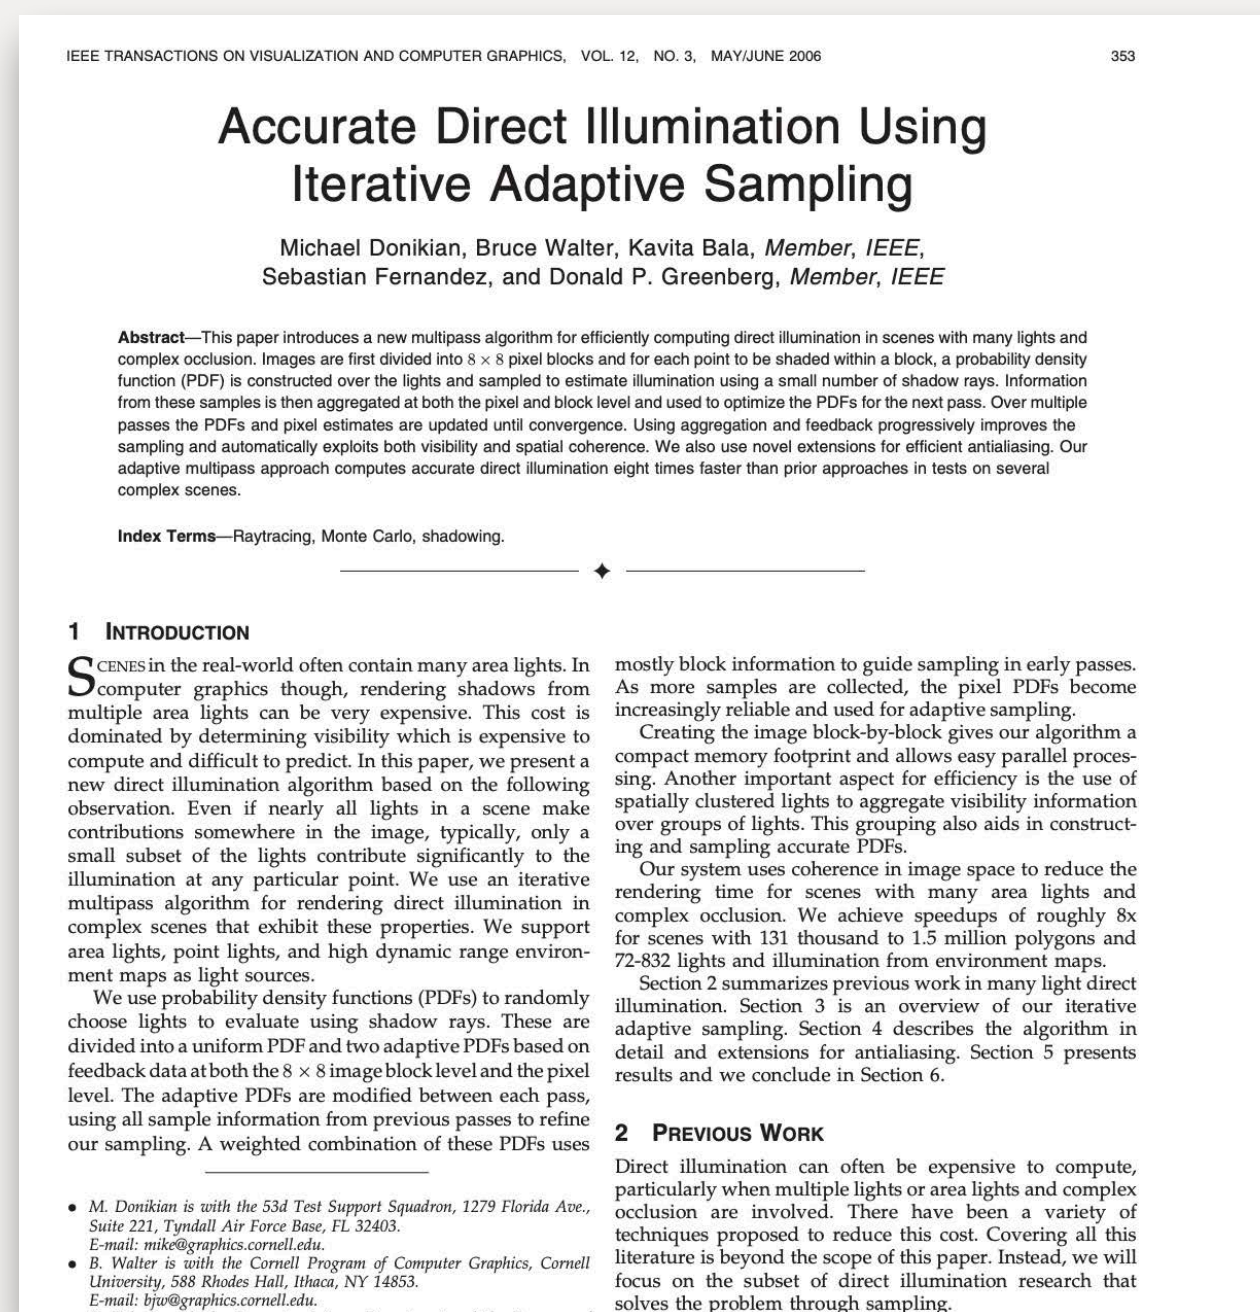 IEEE TRANSACTIONS ON VISUALIZATION AND COMPUTER GRAPHICS, VOL. 12, NO. 3, MAY/JUNE 2006 353
Accurate Direct Illumination Using
Iterative Adaptive Sampling
Michael Donikian, Bruce Walter, Kavita Bala, Member, IEEE,
Sebastian Fernandez, and Donald P. Greenberg, Member, IEEE
Abstract—This paper introduces a new multipass algorithm for efficiently computing direct illumination in scenes with many lights and
complex occlusion. Images are first divided into 8 × 8 pixel blocks and for each point to be shaded within a block, a probability density
function (PDF) is constructed over the lights and sampled to estimate illumination using a small number of shadow rays. Information
from these samples is then aggregated at both the pixel and block level and used to optimize the PDFs for the next pass. Over multiple
passes the PDFs and pixel estimates are updated until convergence. Using aggregation and feedback progressively improves the
sampling and automatically exploits both visibility and spatial coherence. We also use novel extensions for efficient antialiasing. Our
adaptive multipass approach computes accurate direct illumination eight times faster than prior approaches in tests on several
complex scenes.
Index Terms—Raytracing, Monte Carlo, shadowing.
1 INTRODUCTION
SCENES in the real-world often contain many area lights. In
computer graphics though, rendering shadows from
multiple area lights can be very expensive. This cost is
dominated by determining visibility which is expensive to
compute and difficult to predict. In this paper, we present a
new direct illumination algorithm based on the following
observation. Even if nearly all lights in a scene make
contributions somewhere in the image, typically, only a
small subset of the lights contribute significantly to the
illumination at any particular point. We use an iterative
multipass algorithm for rendering direct illumination in
complex scenes that exhibit these properties. We support
area lights, point lights, and high dynamic range environ-
ment maps as light sources.
We use probability density functions (PDFs) to randomly
choose lights to evaluate using shadow rays. These are
divided into a uniform PDF and two adaptive PDFs based on
feedback data at both the 8 × 8 image block level and the pixel
level. The adaptive PDFs are modified between each pass,
using all sample information from previous passes to refine
our sampling. A weighted combination of these PDFs uses
• M. Donikian is with the 53d Test Support Squadron, 1279 Florida Ave.,
Suite 221, Tyndall Air Force Base, FL 32403.
E-mail: mike@graphics.cornell.edu.
• B. Walter is with the Cornell Program of Computer Graphics, Cornell
University, 588 Rhodes Hall, Ithaca, NY 14853.
E-mail: bjw@graphics.cornell.edu.
mostly block information to guide sampling in early passes.
As more samples are collected, the pixel PDFs become
increasingly reliable and used for adaptive sampling.
Creating the image block-by-block gives our algorithm a
compact memory footprint and allows easy parallel proces-
sing. Another important aspect for efficiency is the use of
spatially clustered lights to aggregate visibility information
over groups of lights. This grouping also aids in construct-
ing and sampling accurate PDFs.
Our system uses coherence in image space to reduce the
rendering time for scenes with many area lights and
complex occlusion. We achieve speedups of roughly 8x
for scenes with 131 thousand to 1.5 million polygons and
72-832 lights and illumination from environment maps.
Section 2 summarizes previous work in many light direct
illumination. Section 3 is an overview of our iterative
adaptive sampling. Section 4 describes the algorithm in
detail and extensions for antialiasing. Section 5 presents
results and we conclude in Section 6.
2 PREVIOUS WORK
Direct illumination can often be expensive to compute,
particularly when multiple lights or area lights and complex
occlusion are involved. There have been a variety of
techniques proposed to reduce this cost. Covering all this
literature is beyond the scope of this paper. Instead, we will
focus on the subset of direct illumination research that
solves the problem through sampling.